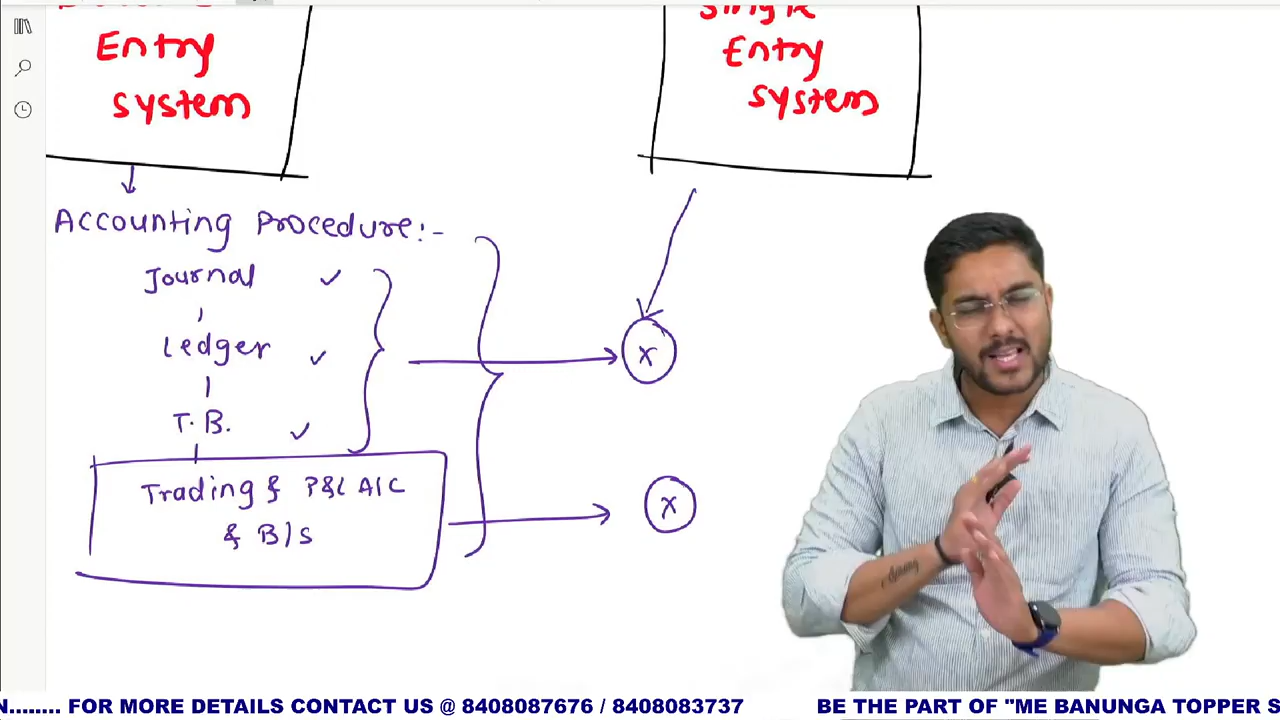 Entry
system
Single
Entry
system
Accounting Procedure:-
Journal ✓
Ledger ✓
T.B. ✓
Trading & P&L A/C
& B/S
x
x
N........ FOR MORE DETAILS CONTACT US @ 8408087676 / 8408083737 BE THE PART OF "ME BANUNGA TOPPER S